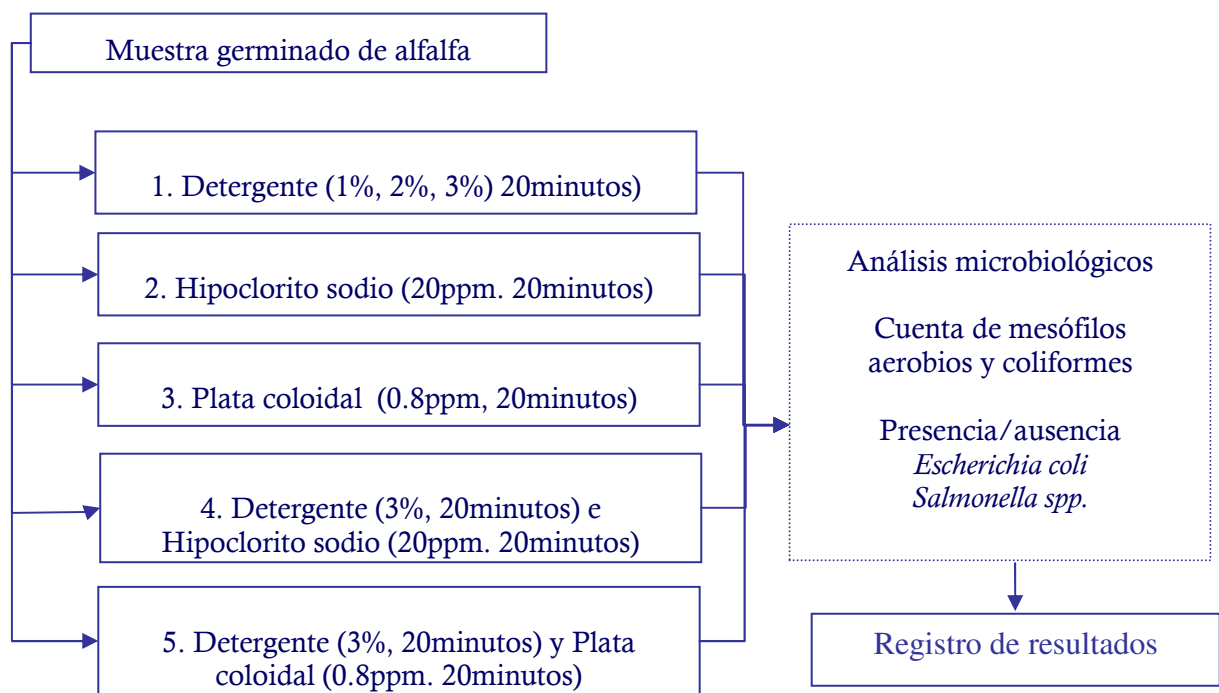 Muestra germinado de alfalfa
1. Detergente (1%, 2%, 3%) 20minutos)
2. Hipoclorito sodio (20ppm. 20minutos)
3. Plata coloidal (0.8ppm, 20minutos)
4. Detergente (3%, 20minutos) e
Hipoclorito sodio (20ppm. 20minutos)
5. Detergente (3%, 20minutos) y Plata
coloidal (0.8ppm. 20minutos)
Análisis microbiológicos
Cuenta de mesófilos
aerobios y coliformes
Presencia/ausencia
Escherichia coli
Salmonella spp.
Registro de resultados